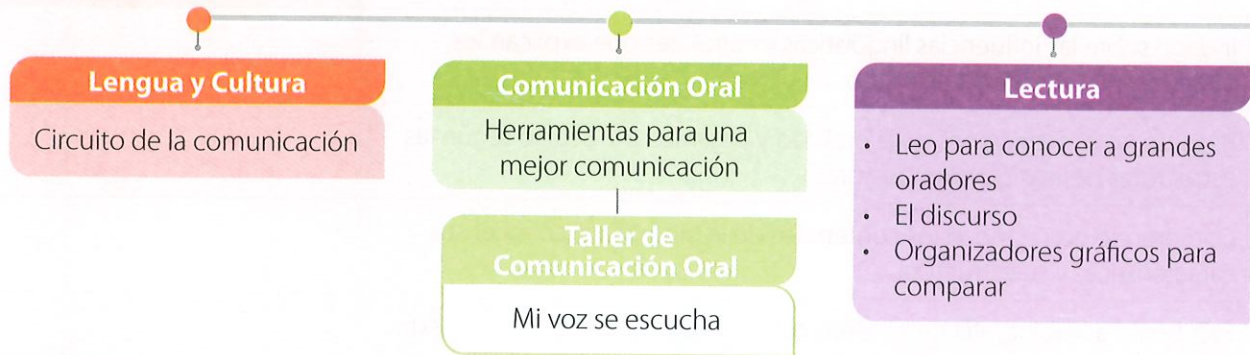 Lengua y Cultura
Circuito de la comunicación
Comunicación Oral
Herramientas para una
mejor comunicación
Taller de
Comunicación Oral
Mi voz se escucha
Lectura
• Leo para conocer a grandes
oradores
• El discurso
• Organizadores gráficos para
comparar